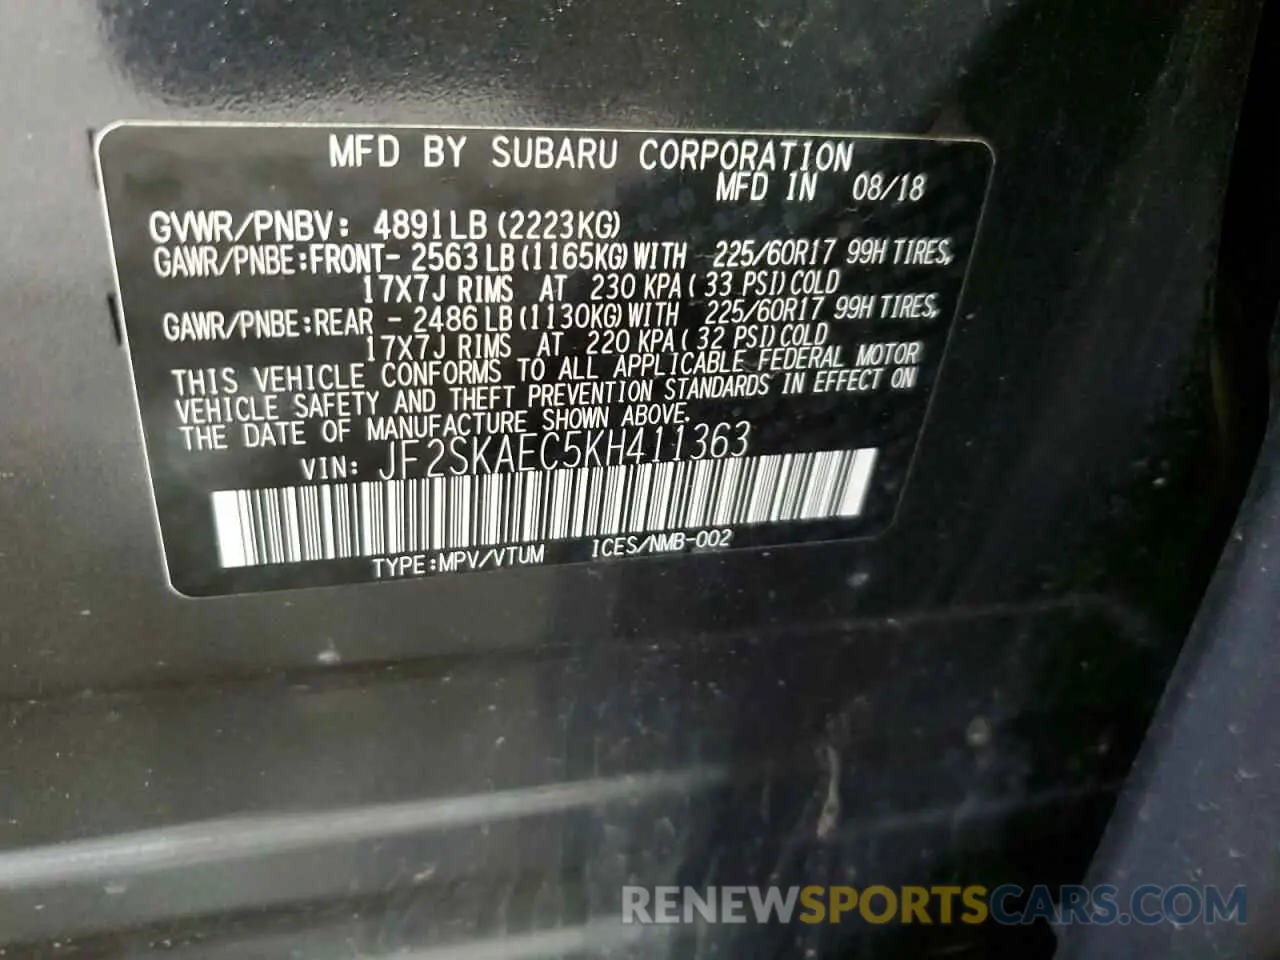 MFD BY SUBARU CORPORATION
MFD IN 08/18
GVWR/PNBV: 4891LB (2223KG)
GAWR/PNBE:FRONT- 2563 LB (1165KG) WITH 225/60R17 99H TIRES,
17X7J RIMS AT 230 KPA ( 33 PSI) COLD
GAWR/PNBE:REAR - 2486 LB (1130KG) WITH 225/60R17 99H TIRES,
17X7J RIMS AT 220 KPA ( 32 PSI) COLD
THIS VEHICLE CONFORMS TO ALL APPLICABLE FEDERAL MOTOR
VEHICLE SAFETY AND THEFT PREVENTION STANDARDS IN EFFECT ON
THE DATE OF MANUFACTURE SHOWN ABOVE.
VIN: JF2SKAEC5KH411363
TYPE:MPV/VTUM ICES/NMB-002
RENEWSPORTSCARS.COM